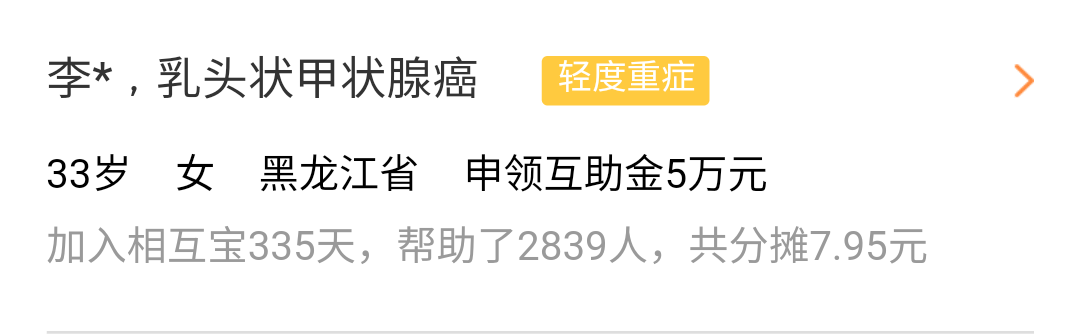 李*，乳头状甲状腺癌 轻度重症
33岁 女 黑龙江省 申领互助金5万元
加入相互宝335天，帮助了2839人，共分摊7.95元